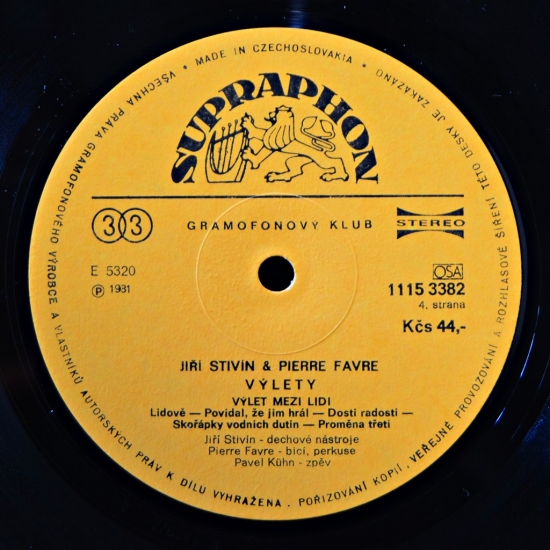 • MADE IN CZECHOSLOVAKIA •
VŠECHNA PRÁVA GRAMOFONOVÉHO VÝROBCE A VLASTNÍKŮ AUTORSKÝCH PRÁV K DÍLU VYHRAŽENA. POŘIZOVÁNÍ KOPIÍ, VEŘEJNÉ PROVOZOVÁNÍ A ROZHLASOVÉ ŠÍŘENÍ TÉTO DESKY JE ZAKÁZÁNO
SUPRAPHON
33
GRAMOFONOVÝ KLUB
STEREO
E 5320
Ⓟ 1981
OSA
1115 3382
4. strana
Kčs 44,-
JIŘÍ STIVÍN & PIERRE FAVRE
VÝLETY
VÝLET MEZI LIDI
Lidově — Povídal, že jim hrál — Dosti radosti —
Skořápky vodních dutin — Proměna třetí
Jiří Stivín - dechové nástroje
Pierre Favre - bicí, perkuse
Pavel Kühn - zpěv